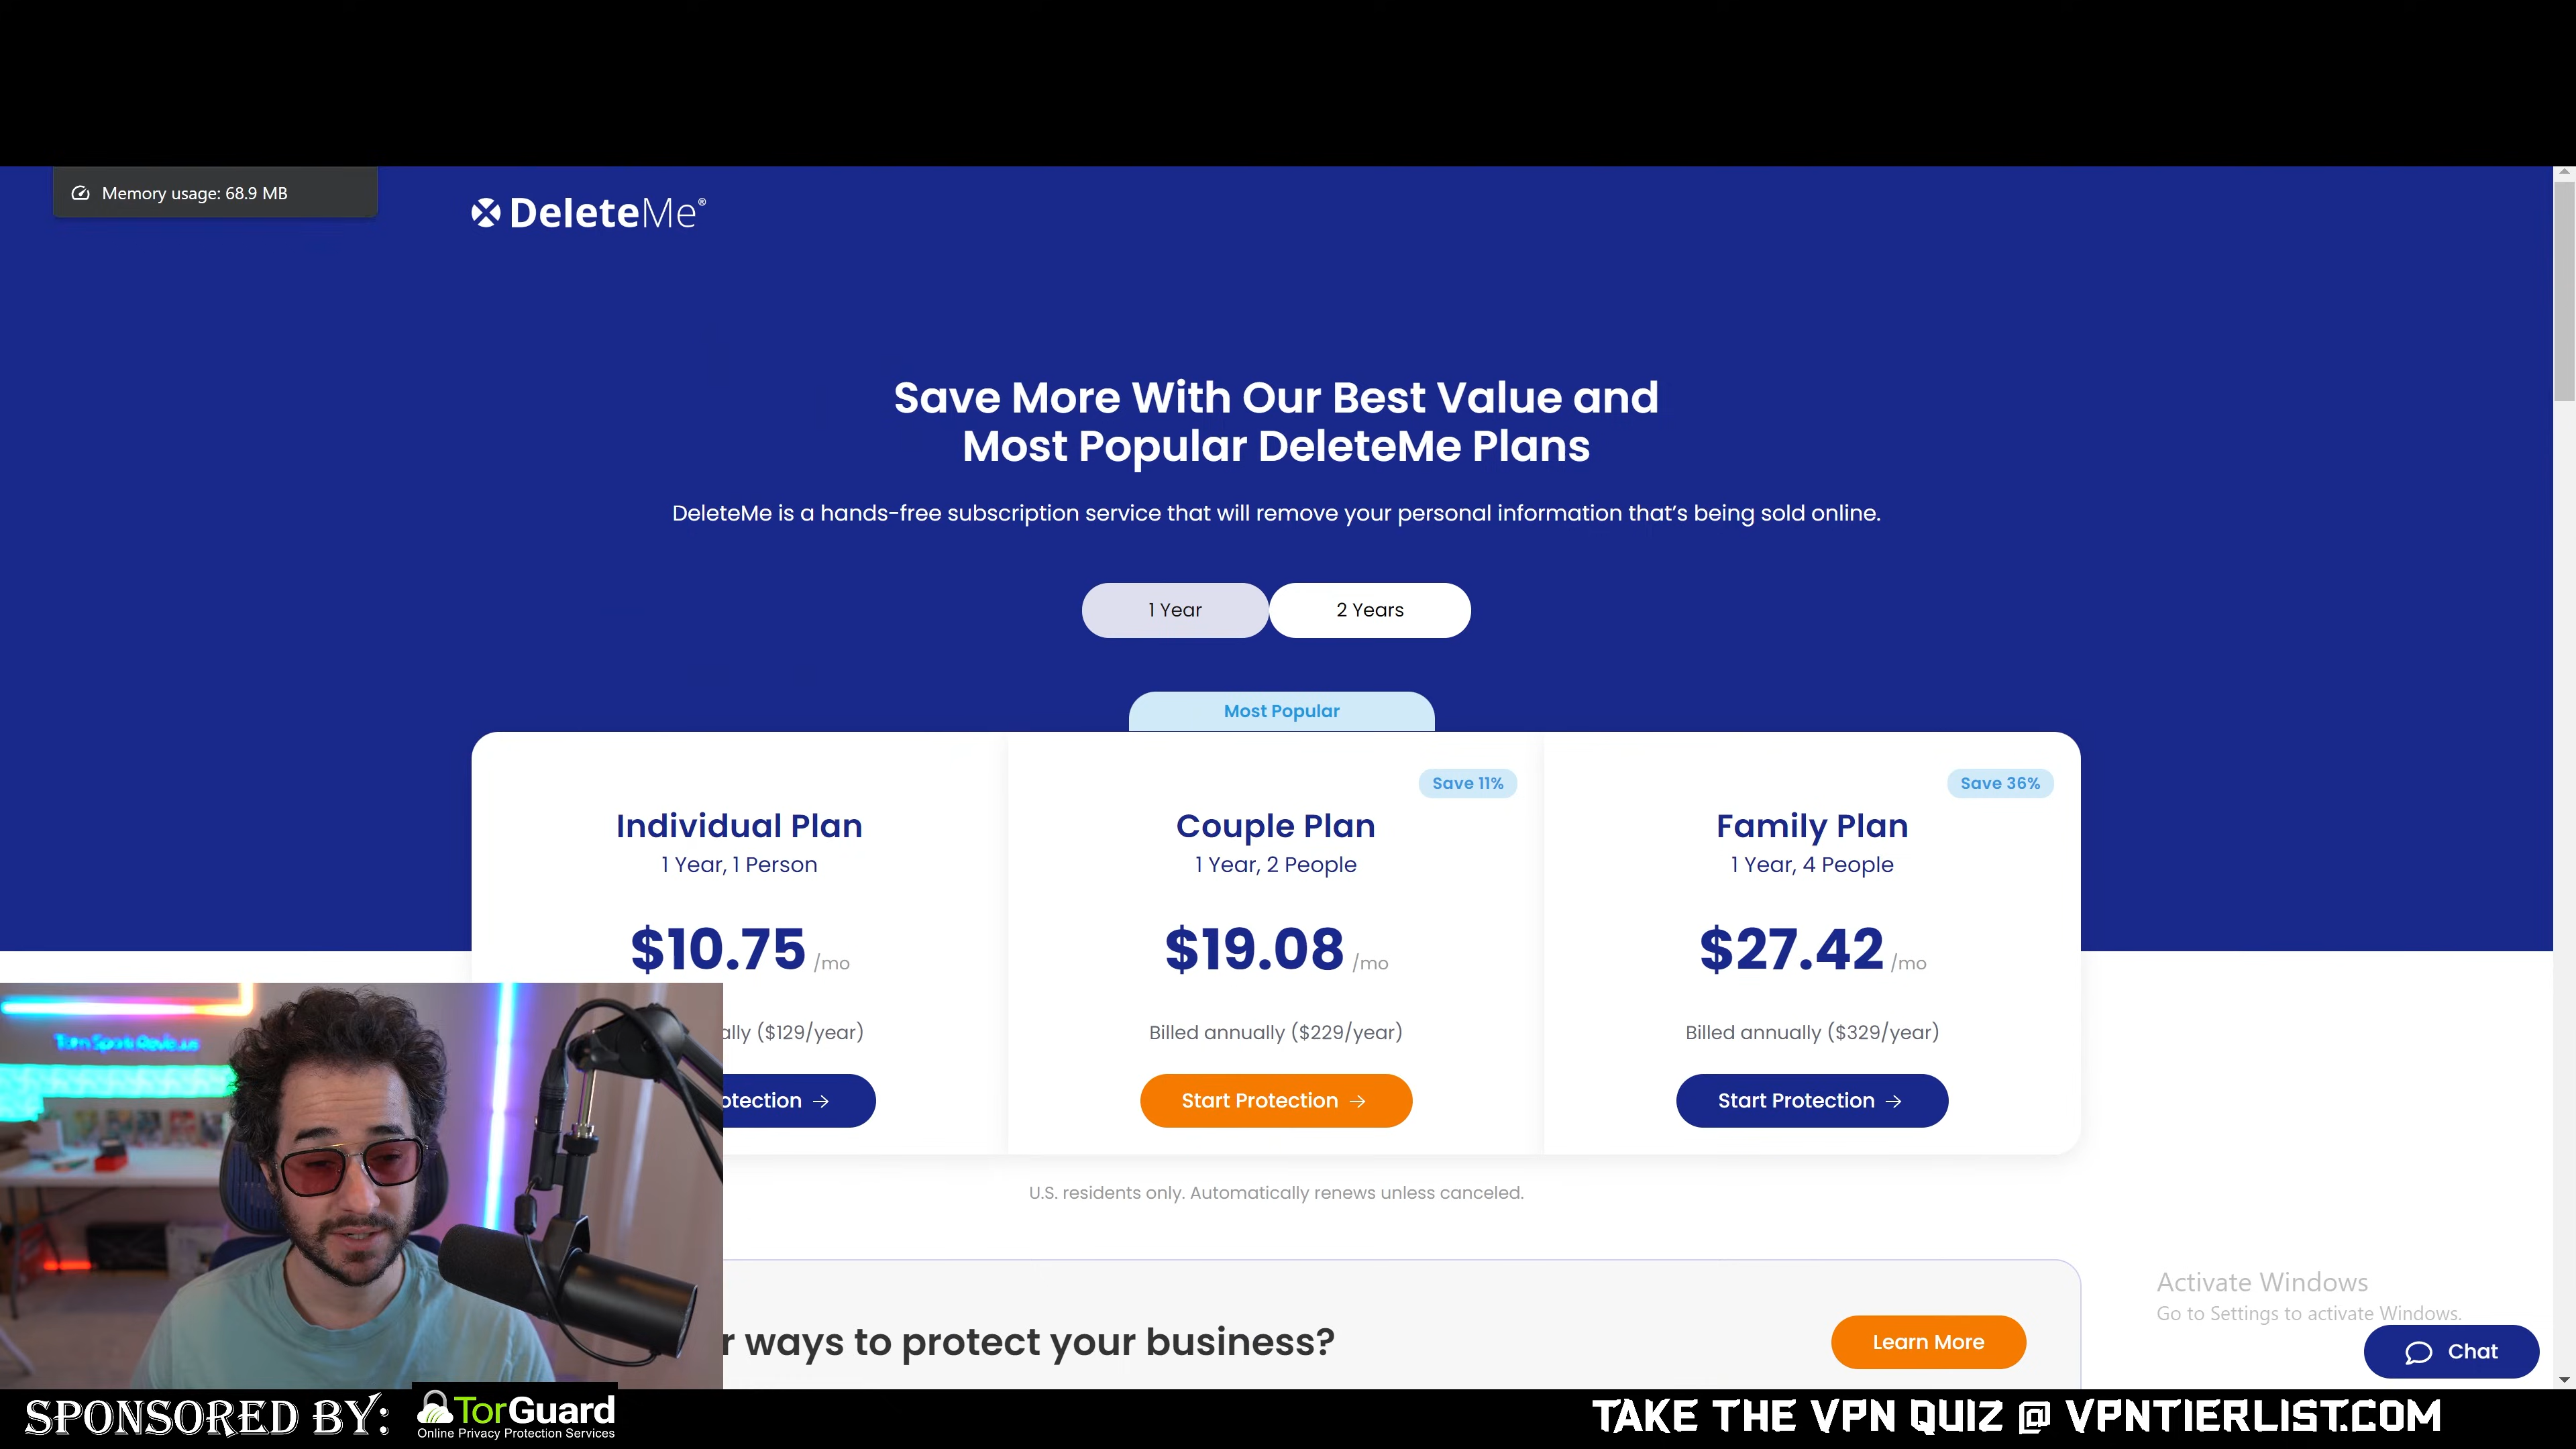 Memory usage: 68.9 MB
DeleteMe®
Save More With Our Best Value and
Most Popular DeleteMe Plans
DeleteMe is a hands-free subscription service that will remove your personal information that's being sold online.
1 Year
2 Years
Most Popular
Individual Plan
1 Year, 1 Person
$10.75 /mo
($129/year)
Save 11%
Couple Plan
1 Year, 2 People
$19.08 /mo
Billed annually ($229/year)
Start Protection →
Save 36%
Family Plan
1 Year, 4 People
$27.42 /mo
Billed annually ($329/year)
Start Protection →
U.S. residents only. Automatically renews unless canceled.
ways to protect your business?
Learn More
Activate Windows
Go to Settings to activate Windows.
Chat
Tom Spark Reviews
SPONSORED BY:
TorGuard
Online Privacy Protection Services
TAKE THE VPN QUIZ @ VPNTIERLIST.COM